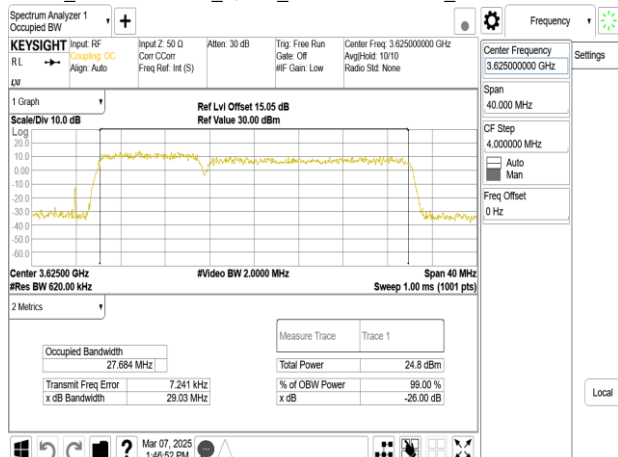 Spectrum Analyzer 1
Occupied BW
Frequency
KEYSIGHT
Input: RF
Coupling: DC
Align: Auto
Input Z: 50 Ω
Corr CCorr
Freq Ref: Int (S)
Atten: 30 dB
Trig: Free Run
Gate: Off
#IF Gain: Low
Center Freq: 3.625000000 GHz
Avg|Hold: 10/10
Radio Std: None
RL
Center Frequency
3.625000000 GHz
Settings
Span
40.000 MHz
CF Step
4.000000 MHz
Auto
Man
Freq Offset
0 Hz
Local
1 Graph
Scale/Div 10.0 dB
Ref Lvl Offset 15.05 dB
Ref Value 30.00 dBm
Log
20.0
10.0
0.00
-10.0
-20.0
-30.0
-40.0
-50.0
-60.0
Center 3.62500 GHz
#Res BW 620.00 kHz
#Video BW 2.0000 MHz
Span 40 MHz
Sweep 1.00 ms (1001 pts)
2 Metrics
Measure Trace Trace 1
Occupied Bandwidth
27.684 MHz
Total Power 24.8 dBm
Transmit Freq Error 7.241 kHz
% of OBW Power 99.00 %
x dB Bandwidth 29.03 MHz
x dB -26.00 dB
?
Mar 07, 2025
1:46:52 PM